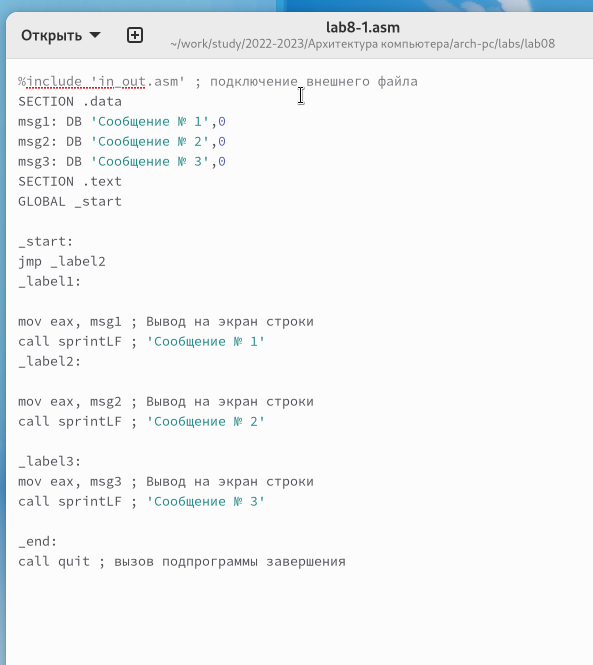 Открыть
lab8-1.asm
~/work/study/2022-2023/Архитектура компьютера/arch-pc/labs/lab08
%include 'in_out.asm' ; подключение внешнего файла
SECTION .data
msg1: DB 'Сообщение № 1',0
msg2: DB 'Сообщение № 2',0
msg3: DB 'Сообщение № 3',0
SECTION .text
GLOBAL _start
_start:
jmp _label2
_label1:
mov eax, msg1 ; Вывод на экран строки
call sprintLF ; 'Сообщение № 1'
_label2:
mov eax, msg2 ; Вывод на экран строки
call sprintLF ; 'Сообщение № 2'
_label3:
mov eax, msg3 ; Вывод на экран строки
call sprintLF ; 'Сообщение № 3'
_end:
call quit ; вызов подпрограммы завершения